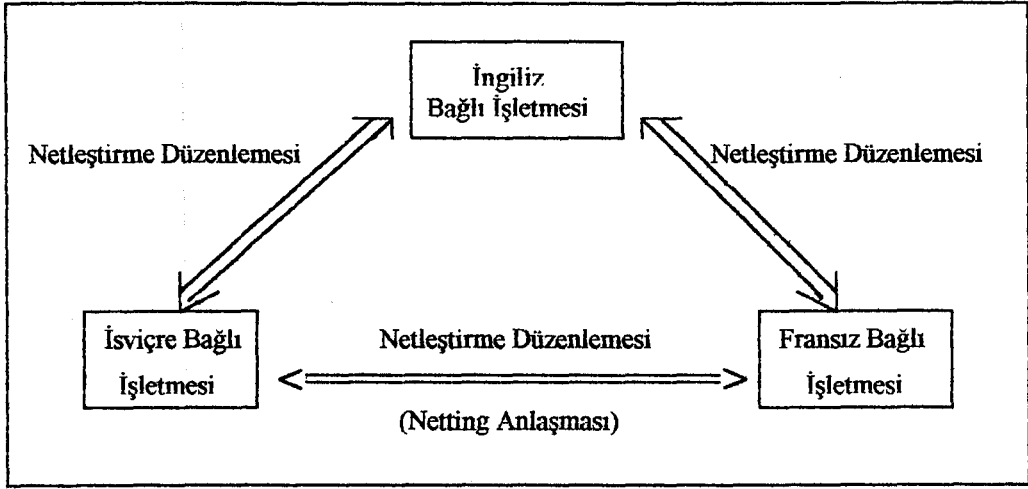 İngiliz
Bağlı İşletmesi
Netleştirme Düzenlemesi
Netleştirme Düzenlemesi
İsviçre Bağlı
İşletmesi
Netleştirme Düzenlemesi
(Netting Anlaşması)
Fransız Bağlı
İşletmesi